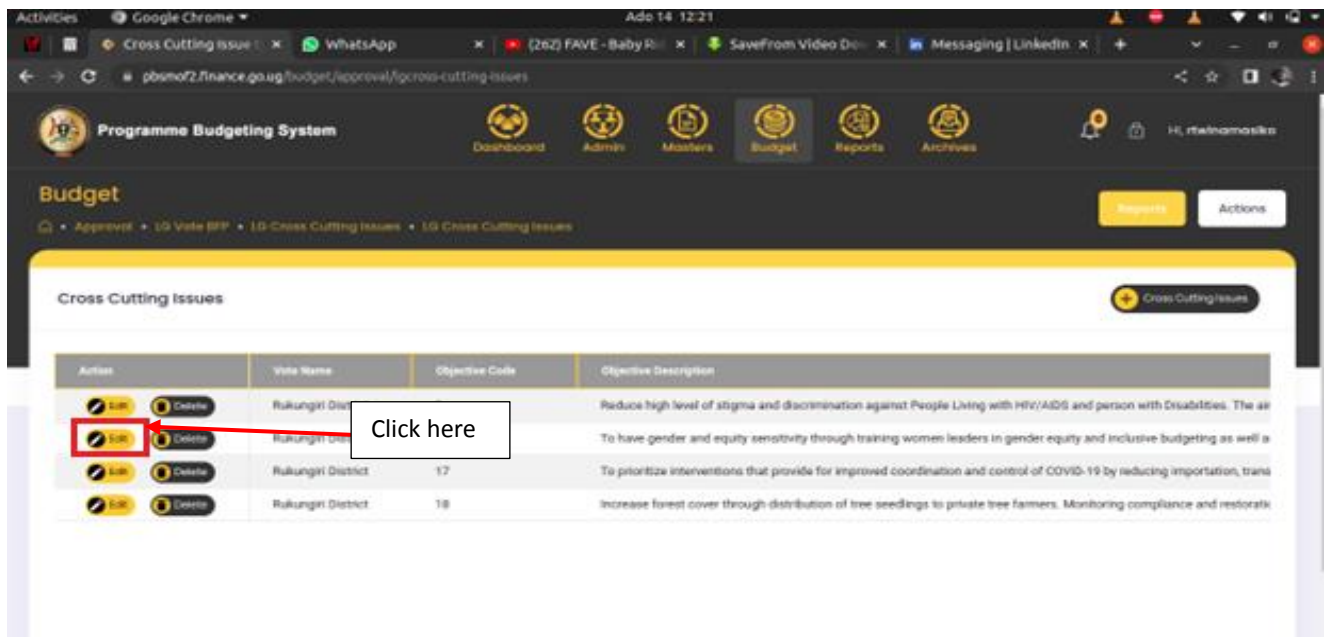 Activities Google Chrome Ado 14 12:21
Cross Cutting Issue WhatsApp (262) FAVE - Baby SaveFrom Video Messaging | LinkedIn
pbsmof2.finance.go.ug/budget/approval/lgcross-cutting-issues
Programme Budgeting System Dashboard Admin Masters Budget Reports Archives Hi, rtwinamasiko
Budget
Reports Actions
Approval • LG Vote BFP • LG Cross Cutting Issues • LG Cross Cutting Issues
Cross Cutting Issues
Cross Cutting Issues
Action Vote Name Objective Code Objective Description
Edit Delete Rukungiri Reduce high level of stigma and discrimination against People Living with HIV/AIDS and person with Disabilities. The
Click here
Edit Delete Rukungiri To have gender and equity sensitivity through training women leaders in gender equity and inclusive budgeting as well
Edit Delete Rukungiri District 17 To prioritize interventions that provide for improved coordination and control of COVID-19 by reducing importation, trans
Edit Delete Rukungiri District 18 Increase forest cover through distribution of tree seedlings to private tree farmers. Monitoring compliance and restoratio